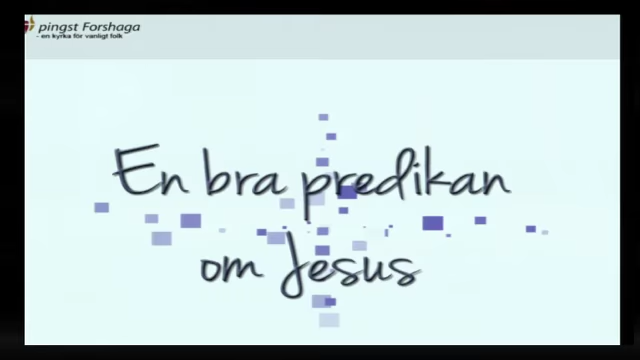 pingst Forshaga
- en kyrka för vanligt folk
En bra predikan
om Jesus